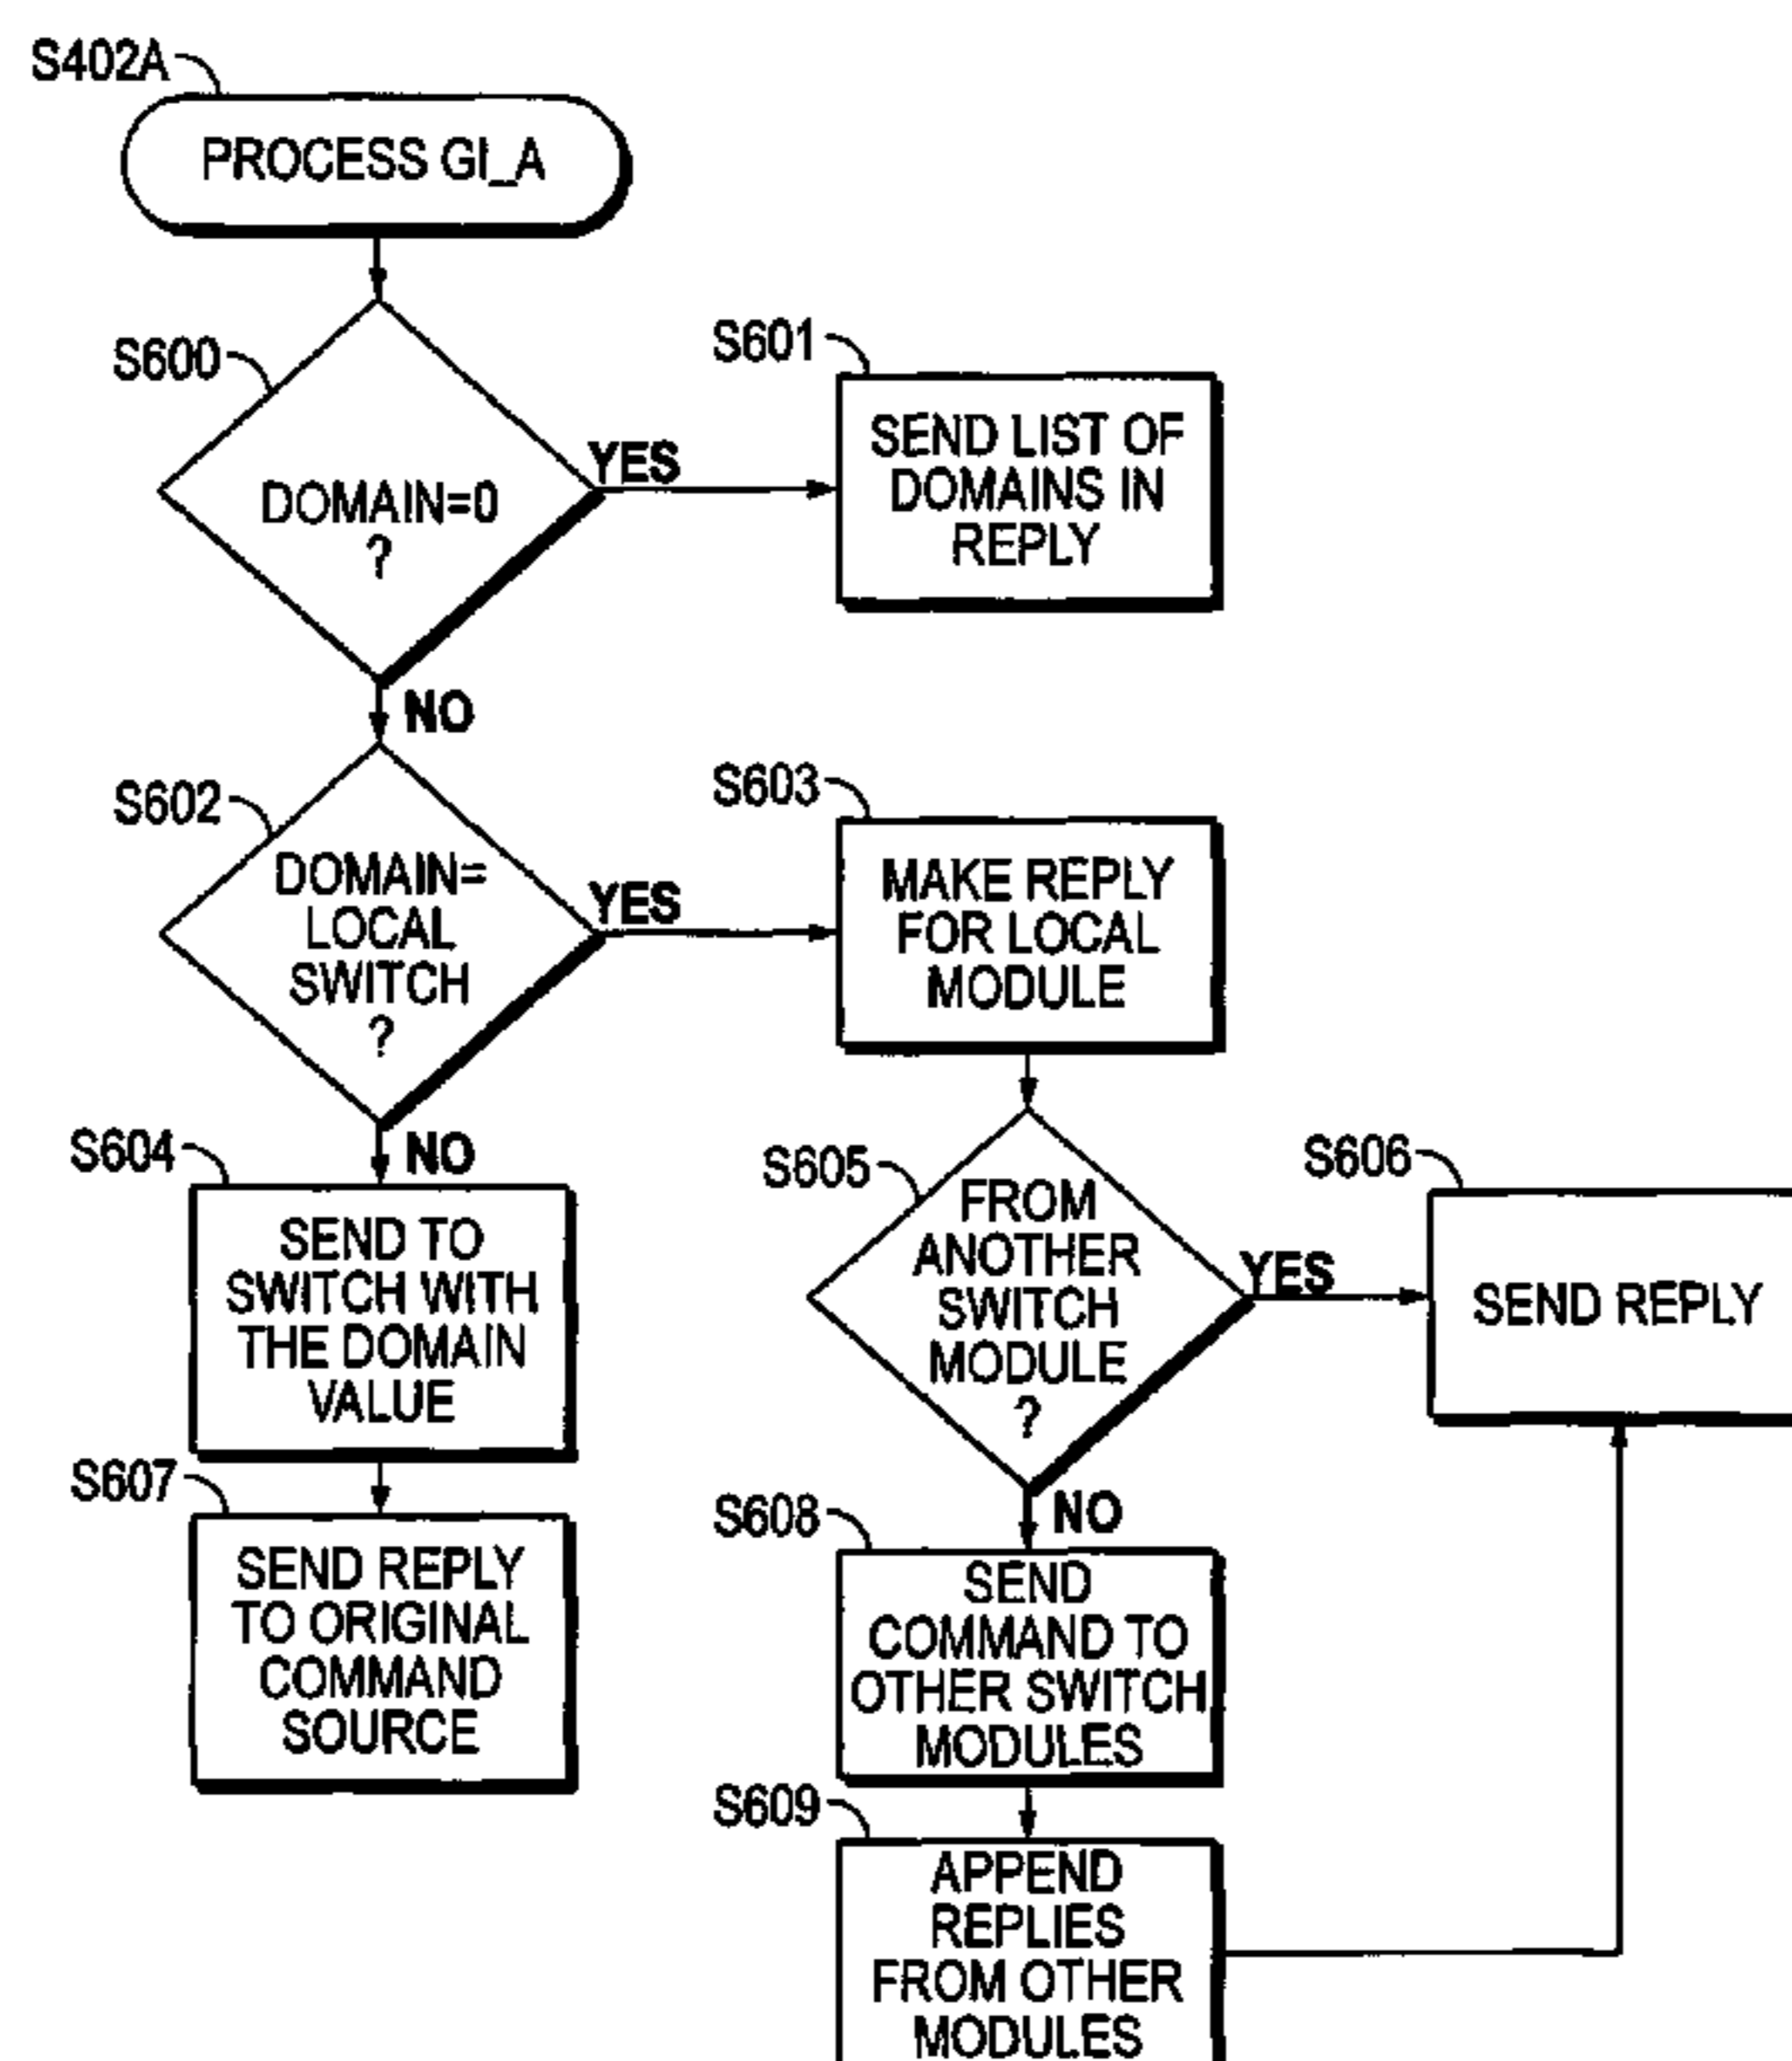 S402A
PROCESS GI_A
S600
DOMAIN=0
?
YES
NO
S601
SEND LIST OF
DOMAINS IN
REPLY
S602
DOMAIN=
LOCAL
SWITCH
?
YES
NO
S603
MAKE REPLY
FOR LOCAL
MODULE
S604
SEND TO
SWITCH WITH
THE DOMAIN
VALUE
S605
FROM
ANOTHER
SWITCH
MODULE
?
YES
NO
S606
SEND REPLY
S607
SEND REPLY
TO ORIGINAL
COMMAND
SOURCE
S608
SEND
COMMAND TO
OTHER SWITCH
MODULES
S609
APPEND
REPLIES
FROM OTHER
MODULES